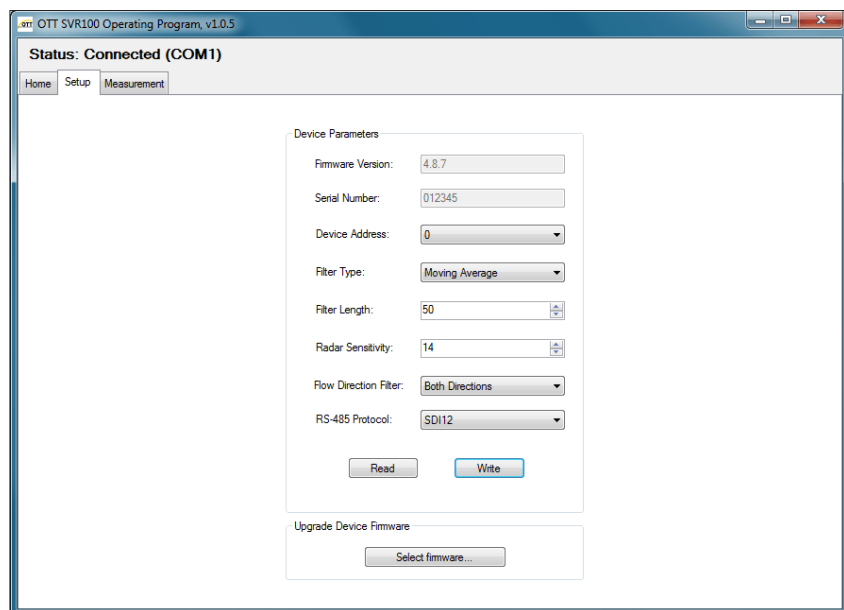 OTT OTT SVR100 Operating Program, v1.0.5
Status: Connected (COM1)
Home Setup Measurement
Device Parameters
Firmware Version: 4.8.7
Serial Number: 012345
Device Address: 0
Filter Type: Moving Average
Filter Length: 50
Radar Sensitivity: 14
Flow Direction Filter: Both Directions
RS-485 Protocol: SDI12
Read Write
Upgrade Device Firmware
Select firmware...